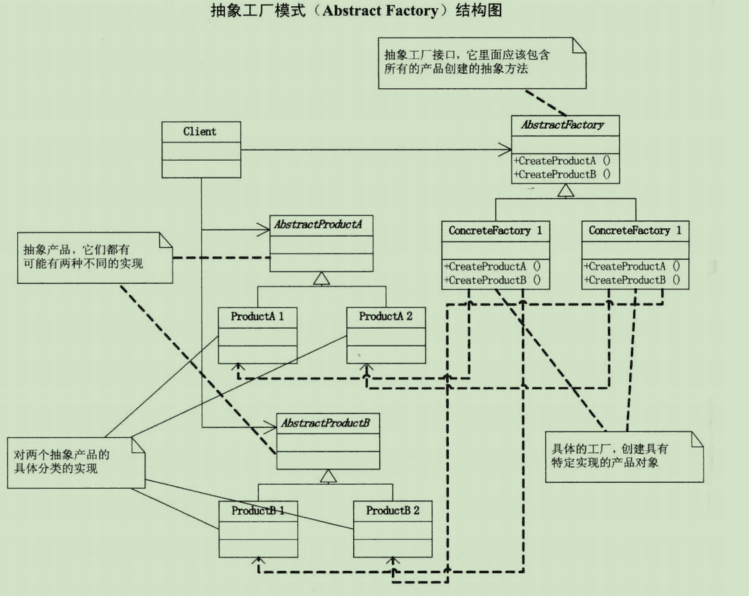 抽象工厂模式（Abstract Factory）结构图
抽象工厂接口，它里面应该包含
所有的产品创建的抽象方法
Client
AbstractFactory
+CreateProductA ()
+CreateProductB ()
AbstractProductA
ConcreteFactory 1
+CreateProductA ()
+CreateProductB ()
ConcreteFactory 1
+CreateProductA ()
+CreateProductB ()
抽象产品，它们都有
可能有两种不同的实现
ProductA 1
ProductA 2
AbstractProductB
对两个抽象产品的
具体分类的实现
具体的工厂，创建具有
特定实现的产品对象
ProductB 1
ProductB 2